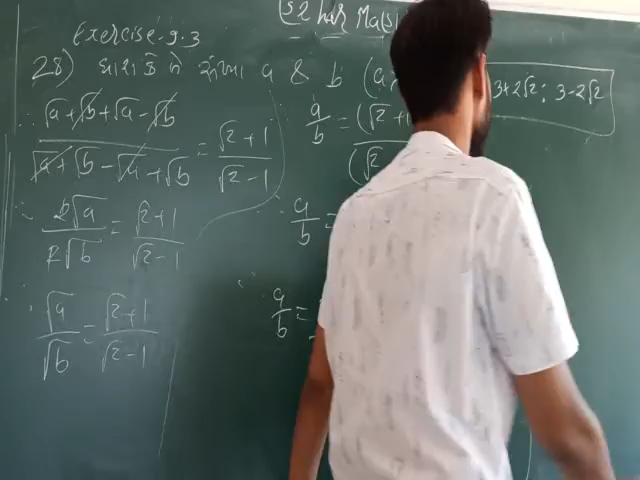 Exercise-9.3
28) a & b (a,
3+2√2 : 3-2√2
∴ (√a + √b + √a - √b) / (√a + √b - √a + √b) = (√2 + 1) / (√2 - 1)
∴ 2√a / 2√b = (√2 + 1) / (√2 - 1)
∴ √a / √b = (√2 + 1) / (√2 - 1)
∴ a/b = (√2 +
(√2
∴ a/b =
∴ a/b =